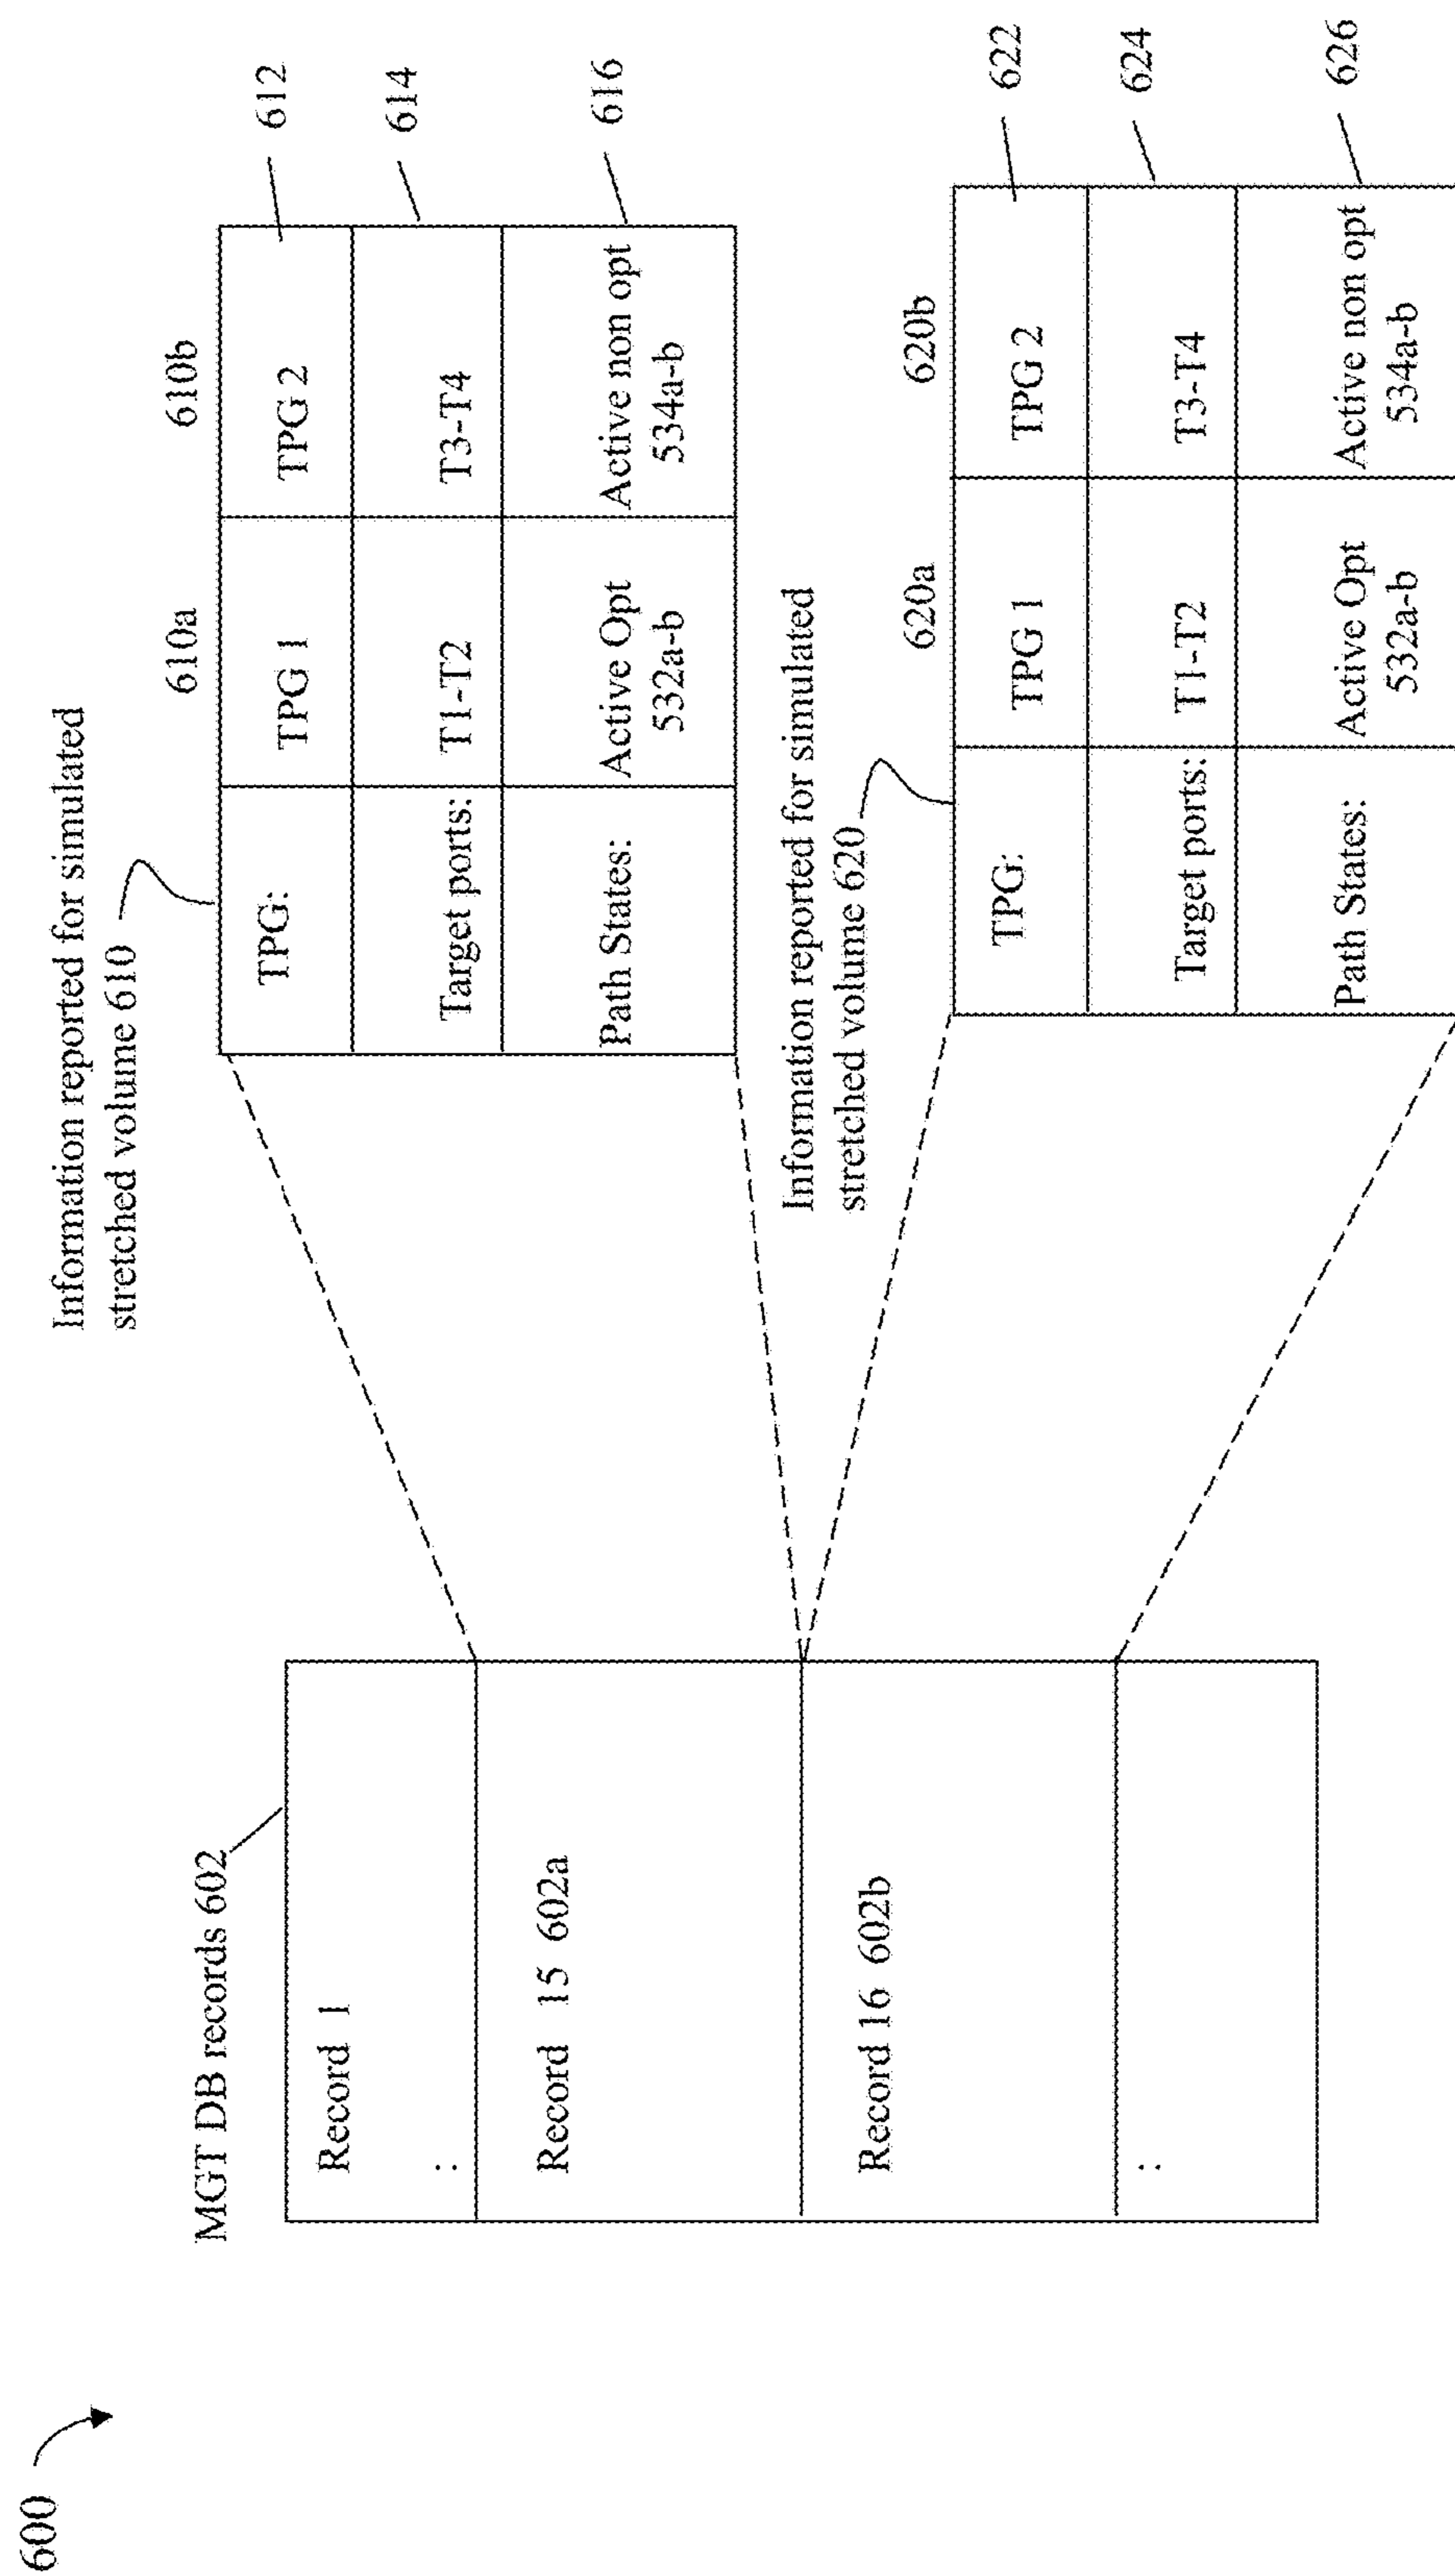 600
MGT DB records 602
Record 1
:
Record 15 602a
Record 16 602b
:
Information reported for simulated
stretched volume 610
610a 610b
TPG: TPG 1 TPG 2 612
Target ports: T1-T2 T3-T4 614
Path States: Active Opt Active non opt 616
532a-b 534a-b
Information reported for simulated
stretched volume 620
620a 620b
TPG: TPG 1 TPG 2 622
Target ports: T1-T2 T3-T4 624
Path States: Active Opt Active non opt 626
532a-b 534a-b